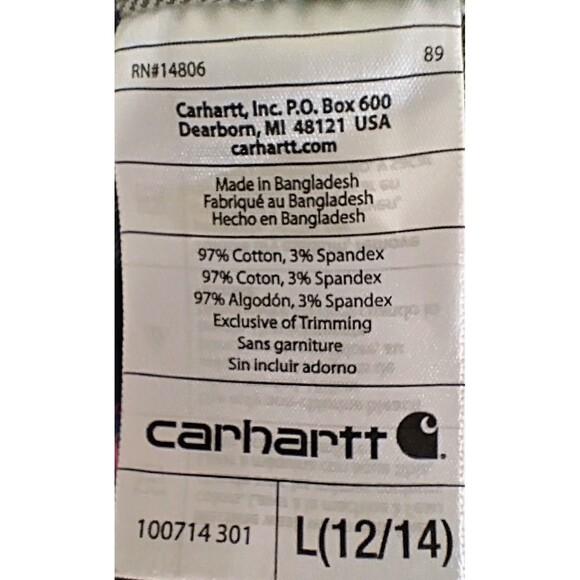 RN#14806
89
Carhartt, Inc. P.O. Box 600
Dearborn, MI 48121 USA
carhartt.com
Made in Bangladesh
Fabriqué au Bangladesh
Hecho en Bangladesh
97% Cotton, 3% Spandex
97% Coton, 3% Spandex
97% Algodón, 3% Spandex
Exclusive of Trimming
Sans garniture
Sin incluir adorno
carhartt
100714 301
L(12/14)